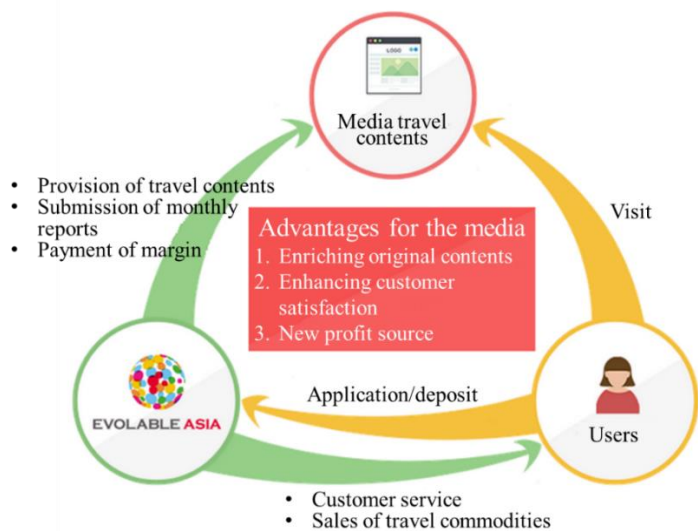 LOGO
Media travel
contents
• Provision of travel contents
• Submission of monthly
reports
• Payment of margin
Visit
Advantages for the media
1. Enriching original contents
2. Enhancing customer
satisfaction
3. New profit source
Application/deposit
EVOLABLE ASIA
Users
• Customer service
• Sales of travel commodities